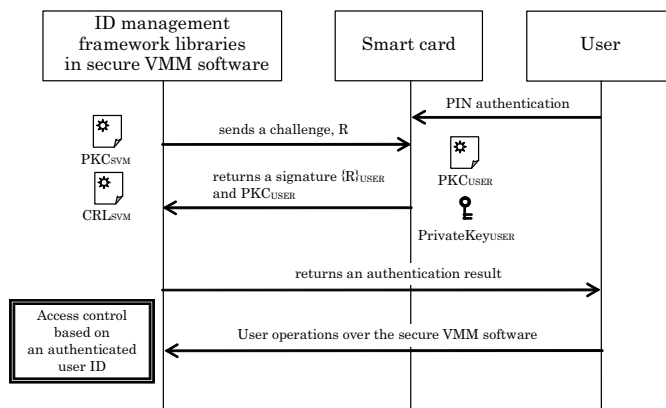 ID management
framework libraries
in secure VMM software
Smart card
User
PIN authentication
sends a challenge, R
PKCSVM
PKCUSER
returns a signature {R}USER
and PKCUSER
CRLSVM
PrivateKeyUSER
returns an authentication result
Access control
based on
an authenticated
user ID
User operations over the secure VMM software